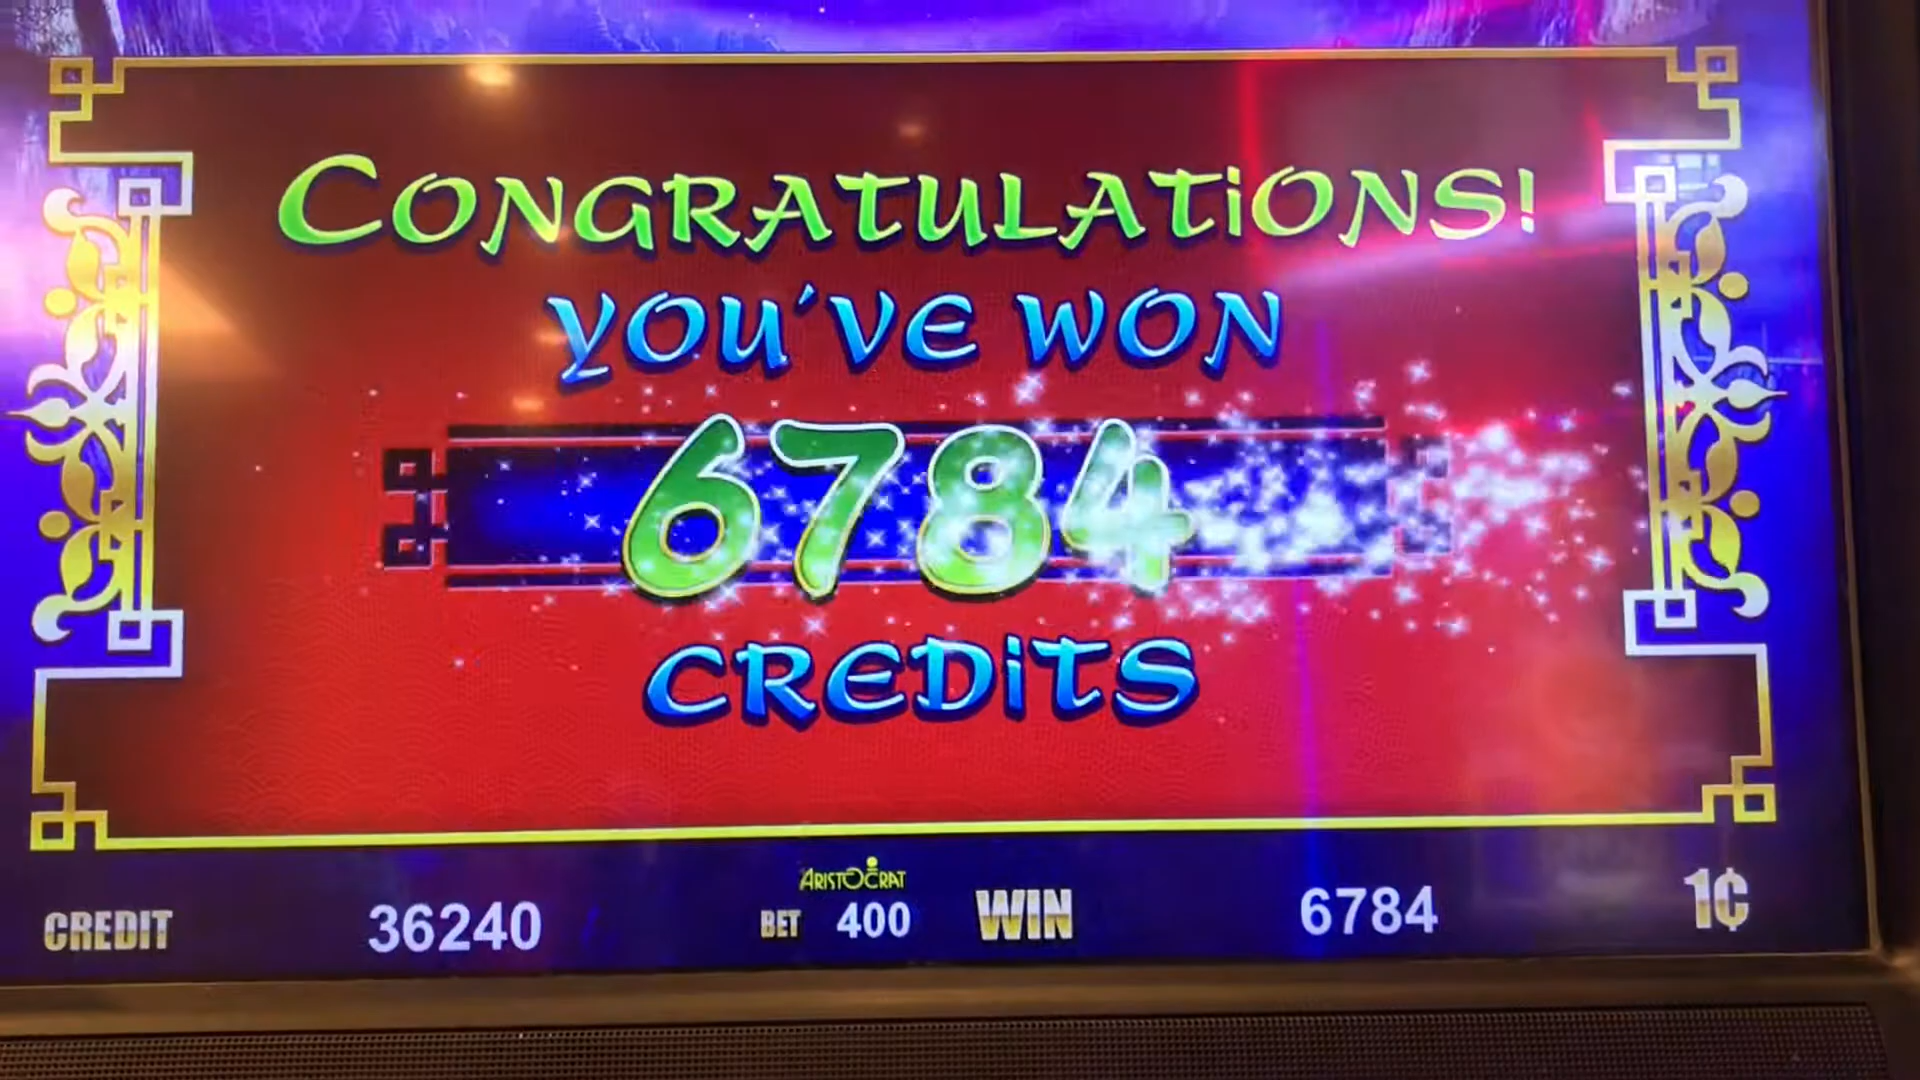 CONGRATULATiONS!
YOU'VE WON
6784
CREDiTS
ARISTOCRAT
CREDIT 36240 BET 400 WIN 6784 1¢